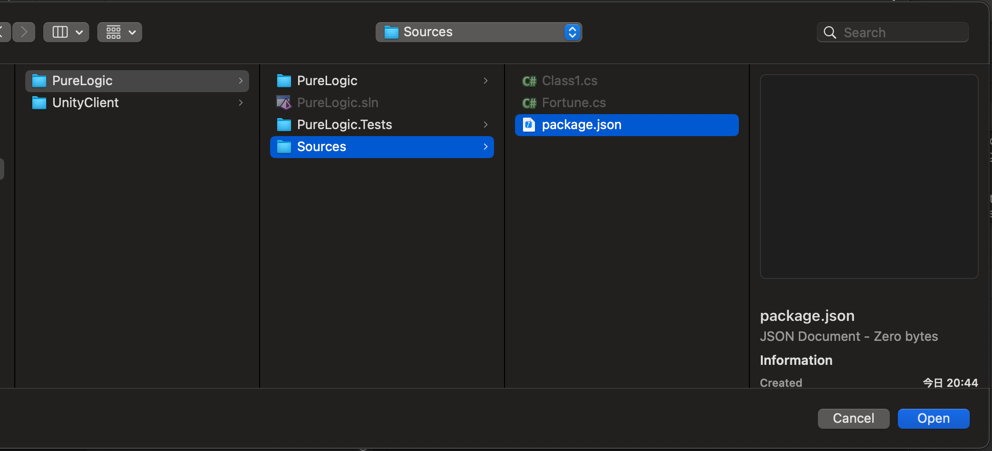 Sources
Search
PureLogic
UnityClient
PureLogic
PureLogic.sln
PureLogic.Tests
Sources
C# Class1.cs
C# Fortune.cs
package.json
package.json
JSON Document - Zero bytes
Information
Created 今日 20:44
Cancel
Open